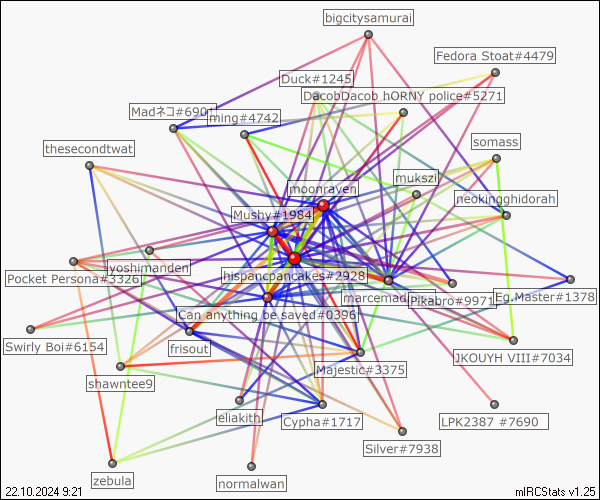 bigcitysamurai
Fedora Stoat#4479
Duck#1245
DacobDacob hORNY police#5271
Madネコ#6901
ming#4742
somass
thesecondtwat
mukszi
moonraven
neokingghidorah
Mushy#1984
yoshimanden
Pocket Persona#3326
hispancpancakes#2928
marcemad
Pikabro#9971
Eg.Master#1378
Can anything be saved#0396
Swirly Boi#6154
frisout
JKOUYH VIII#7034
Majestic#3375
shawntee9
eliakith
Cypha#1717
LPK2387 #7690
Silver#7938
zebula
normalwan
22.10.2024 9:21
mIRCStats v1.25